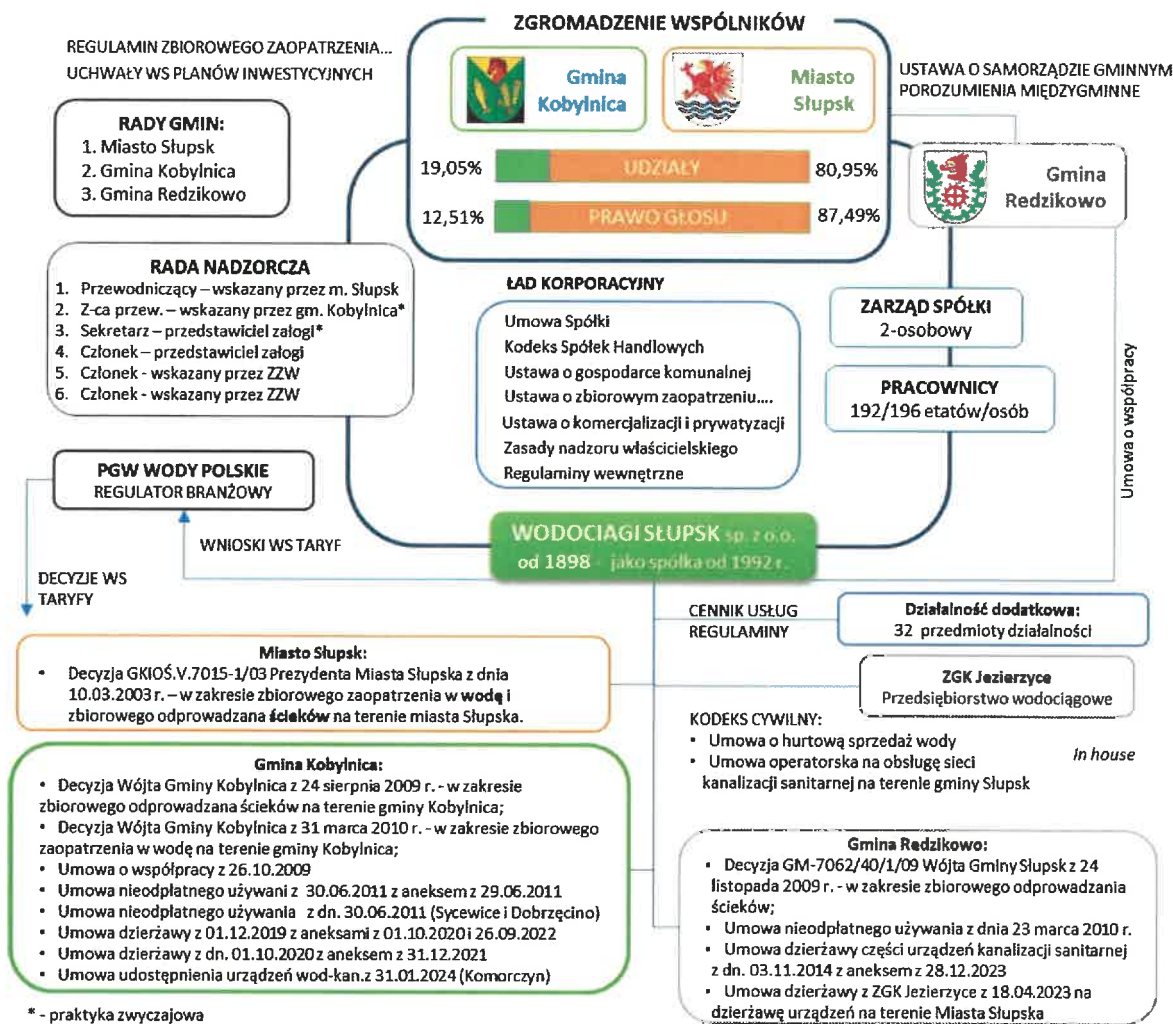 ZGROMADZENIE WSPÓLNIKÓW
REGULAMIN ZBIOROWEGO ZAOPATRZENIA...
UCHWAŁY WS PLANÓW INWESTYCYJNYCH
Gmina
Kobylnica
Miasto
Słupsk
USTAWA O SAMORZĄDZIE GMINNYM
POROZUMIENIA MIĘDZYGMINNE
RADY GMIN:
1. Miasto Słupsk
2. Gmina Kobylnica
3. Gmina Redzikowo
19,05%
UDZIAŁY
80,95%
12,51%
PRAWO GŁOSU
87,49%
Gmina
Redzikowo
RADA NADZORCZA
1. Przewodniczący – wskazany przez m. Słupsk
2. Z-ca przew. – wskazany przez gm. Kobylnica*
3. Sekretarz – przedstawiciel załogi*
4. Członek – przedstawiciel załogi
5. Członek - wskazany przez ZZW
6. Członek - wskazany przez ZZW
ŁAD KORPORACYJNY
Umowa Spółki
Kodeks Spółek Handlowych
Ustawa o gospodarce komunalnej
Ustawa o zbiorowym zaopatrzeniu....
Ustawa o komercjalizacji i prywatyzacji
Zasady nadzoru właścicielskiego
Regulaminy wewnętrzne
ZARZĄD SPÓŁKI
2-osobowy
PRACOWNICY
192/196 etatów/osób
Umowa o współpracy
PGW WODY POLSKIE
REGULATOR BRANŻOWY
WNIOSKI WS TARYF
DECYZJE WS
TARYFY
WODOCIAGI SŁUPSK sp. z o.o.
od 1898 - jako spółka od 1992 r.
CENNIK USŁUG
REGULAMINY
Działalność dodatkowa:
32 przedmioty działalności
Miasto Słupsk:
• Decyzja GKIOŚ.V.7015-1/03 Prezydenta Miasta Słupska z dnia
10.03.2003 r. – w zakresie zbiorowego zaopatrzenia w wodę i
zbiorowego odprowadzana ścieków na terenie miasta Słupska.
ZGK Jezierzyce
Przedsiębiorstwo wodociągowe
KODEKS CYWILNY:
• Umowa o hurtową sprzedaż wody
• Umowa operatorska na obsługę sieci
kanalizacji sanitarnej na terenie gminy Słupsk
In house
Gmina Kobylnica:
• Decyzja Wójta Gminy Kobylnica z 24 sierpnia 2009 r. - w zakresie
zbiorowego odprowadzana ścieków na terenie gminy Kobylnica;
• Decyzja Wójta Gminy Kobylnica z 31 marca 2010 r. - w zakresie zbiorowego
zaopatrzenia w wodę na terenie gminy Kobylnica;
• Umowa o współpracy z 26.10.2009
• Umowa nieodpłatnego używani z 30.06.2011 z aneksem z 29.06.2011
• Umowa nieodpłatnego używania z dn. 30.06.2011 (Sycewice i Dobrzęcino)
• Umowa dzierżawy z 01.12.2019 z aneksami z 01.10.2020 i 26.09.2022
• Umowa dzierżawy z dn. 01.10.2020 z aneksem z 31.12.2021
• Umowa udostępnienia urządzeń wod-kan.z 31.01.2024 (Komorczyn)
Gmina Redzikowo:
• Decyzja GM-7062/40/1/09 Wójta Gminy Słupsk z 24
listopada 2009 r. - w zakresie zbiorowego odprowadzania
ścieków;
• Umowa nieodpłatnego używania z dnia 23 marca 2010 r.
• Umowa dzierżawy części urządzeń kanalizacji sanitarnej
z dn. 03.11.2014 z aneksem z 28.12.2023
• Umowa dzierżawy z ZGK Jezierzyce z 18.04.2023 na
dzierżawę urządzeń na terenie Miasta Słupska
* - praktyka zwyczajowa